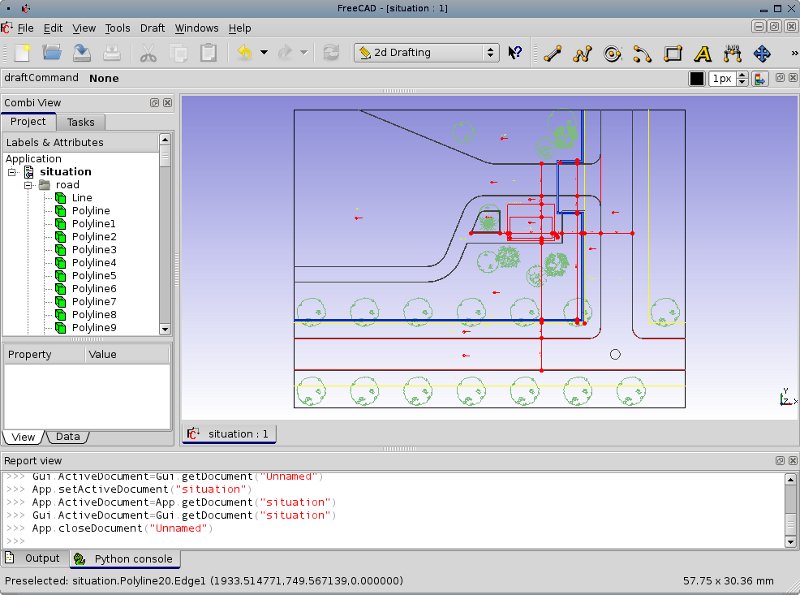 FreeCAD - [situation : 1]
File Edit View Tools Draft Windows Help
2d Drafting
draftCommand None
1px
Combi View
Project Tasks
Labels & Attributes
Application
situation
road
Line
Polyline
Polyline1
Polyline2
Polyline3
Polyline4
Polyline5
Polyline6
Polyline7
Polyline8
Polyline9
Property Value
View Data
situation : 1
Y
Z X
Report view
>>> Gui.ActiveDocument=Gui.getDocument("Unnamed")
>>> App.setActiveDocument("situation")
>>> App.ActiveDocument=App.getDocument("situation")
>>> Gui.ActiveDocument=Gui.getDocument("situation")
>>> App.closeDocument("Unnamed")
>>>
Output Python console
Preselected: situation.Polyline20.Edge1 (1933.514771,749.567139,0.000000) 57.75 x 30.36 mm